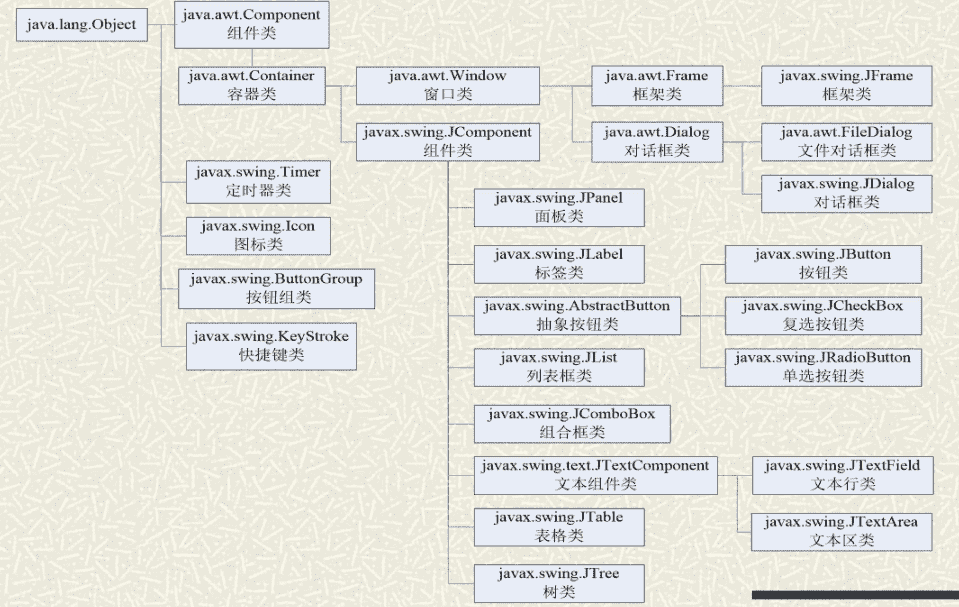 java.lang.Object
java.awt.Component
组件类
java.awt.Container
容器类
java.awt.Window
窗口类
java.awt.Frame
框架类
javax.swing.JFrame
框架类
javax.swing.JComponent
组件类
java.awt.Dialog
对话框类
java.awt.FileDialog
文件对话框类
javax.swing.JDialog
对话框类
javax.swing.Timer
定时器类
javax.swing.Icon
图标类
javax.swing.ButtonGroup
按钮组类
javax.swing.KeyStroke
快捷键类
javax.swing.JPanel
面板类
javax.swing.JLabel
标签类
javax.swing.AbstractButton
抽象按钮类
javax.swing.JButton
按钮类
javax.swing.JCheckBox
复选按钮类
javax.swing.JRadioButton
单选按钮类
javax.swing.JList
列表框类
javax.swing.JComboBox
组合框类
javax.swing.text.JTextComponent
文本组件类
javax.swing.JTextField
文本行类
javax.swing.JTextArea
文本区类
javax.swing.JTable
表格类
javax.swing.JTree
树类